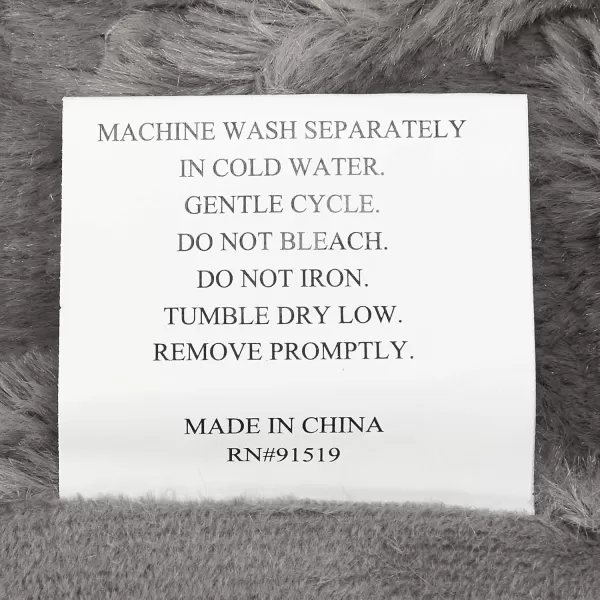 MACHINE WASH SEPARATELY
IN COLD WATER.
GENTLE CYCLE.
DO NOT BLEACH.
DO NOT IRON.
TUMBLE DRY LOW.
REMOVE PROMPTLY.
MADE IN CHINA
RN#91519